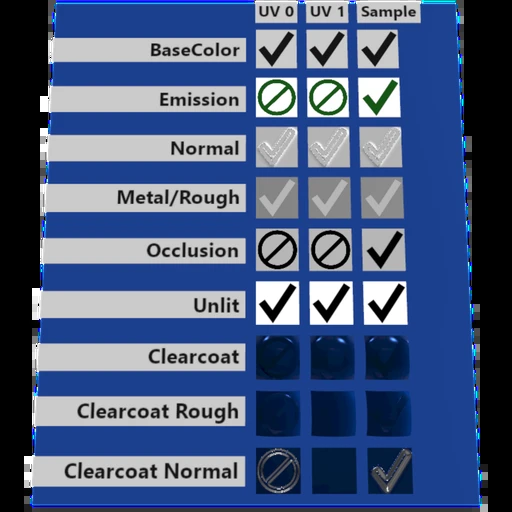 UV 0 UV 1 Sample
BaseColor
Emission
Normal
Metal/Rough
Occlusion
Unlit
Clearcoat
Clearcoat Rough
Clearcoat Normal